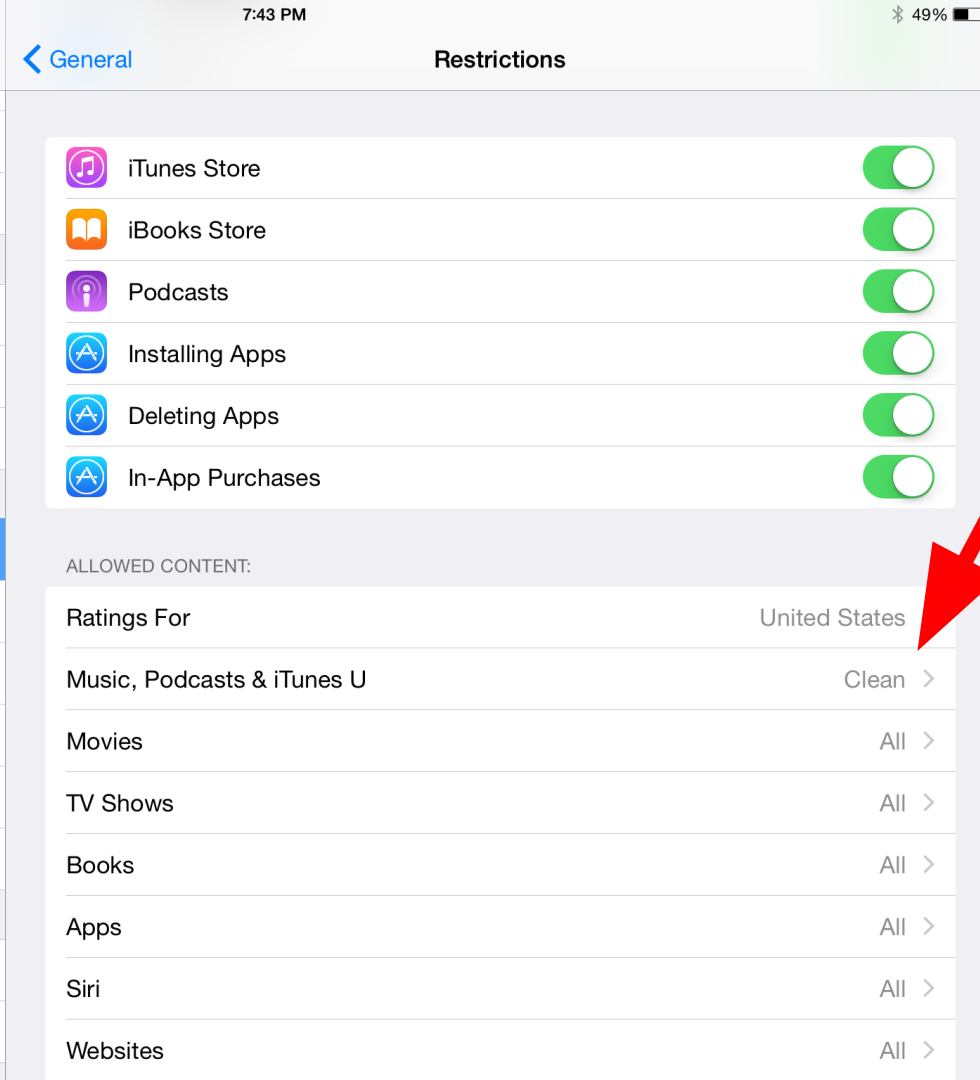 7:43 PM
49%
General
Restrictions
iTunes Store
iBooks Store
Podcasts
Installing Apps
Deleting Apps
In-App Purchases
ALLOWED CONTENT:
Ratings For United States
Music, Podcasts & iTunes U Clean
Movies All
TV Shows All
Books All
Apps All
Siri All
Websites All